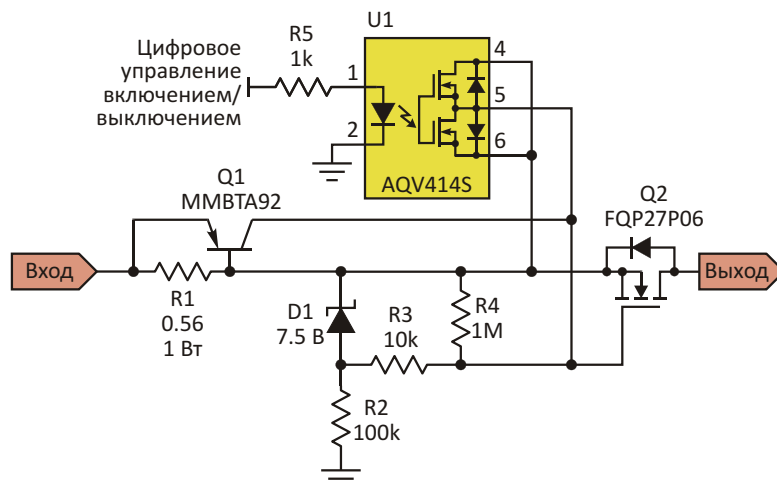 U1
R5
1k
Цифровое
управление
включением/
выключением
1
2
4
5
6
AQV414S
Q1
MMBTA92
Q2
FQP27P06
Вход
Выход
R1
0.56
1 Вт
D1
7.5 В
R3
10k
R4
1M
R2
100k